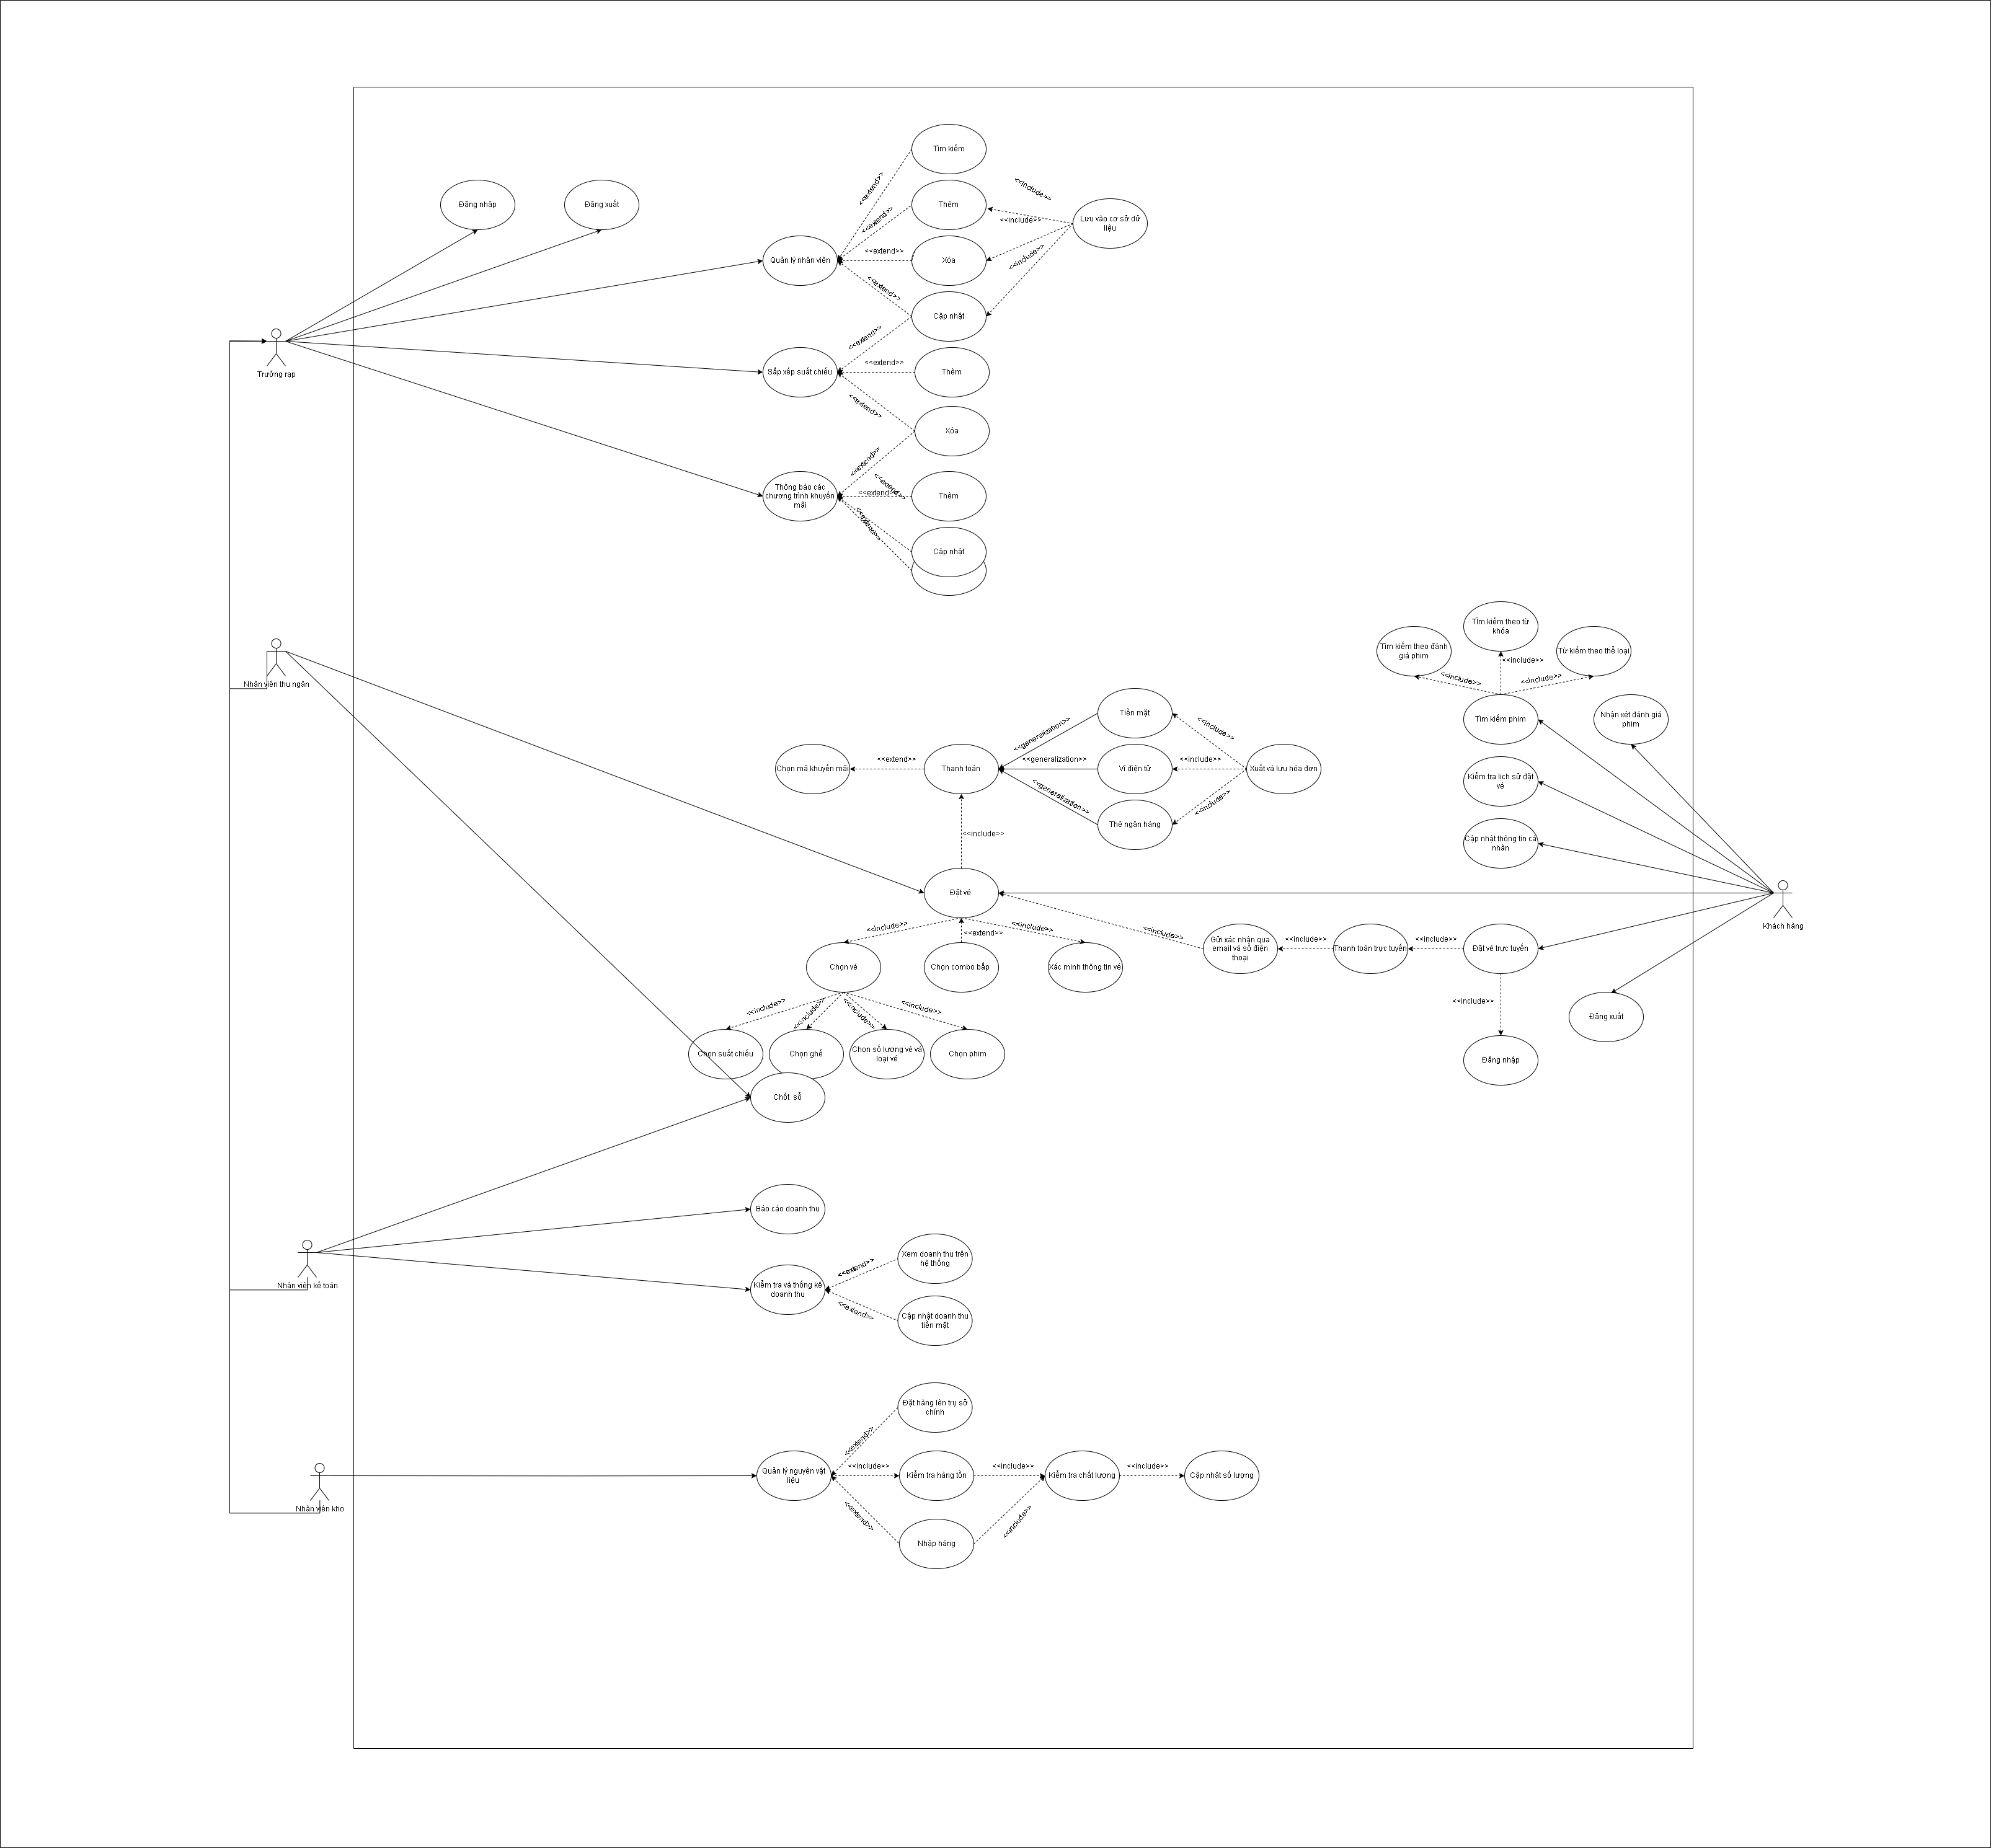 Tìm kiếm
<<extend>>
<<include>>
Đăng nhập
Đăng xuất
Thêm
<<extend>>
<<include>>
Lưu vào cơ sở dữ
liệu
Quản lý nhân viên
<<extend>>
Xóa
<<include>>
<<extend>>
Cập nhật
<<extend>>
Trưởng rạp
Sắp xếp suất chiếu
<<extend>>
Thêm
<<extend>>
Xóa
<<extend>>
Thông báo các
chương trình khuyến
mãi
<<extend>>
<<extend>>
Thêm
<<extend>>
Cập nhật
Tìm kiếm theo từ
khóa
Tìm kiếm theo đánh
giá phim
Từ kiếm theo thể loại
<<include>>
<<include>>
<<include>>
Nhân viên thu ngân
Tìm kiếm phim
Nhận xét đánh giá
phim
Tiền mặt
<<generalization>>
<<include>>
Chọn mã khuyến mãi
<<extend>>
Thanh toán
<<generalization>>
Ví điện tử
<<include>>
Xuất và lưu hóa đơn
Kiểm tra lịch sử đặt
vé
<<generalization>>
<<include>>
Thẻ ngân hàng
<<include>>
Cập nhật thông tin cá
nhân
Đặt vé
Khách hàng
<<include>>
<<extend>>
<<include>>
<<include>>
Gửi xác nhận qua
email và số điện
thoại
<<include>>
Thanh toán trực tuyến
<<include>>
Đặt vé trực tuyến
Chọn vé
Chọn combo bắp
Xác minh thông tin vé
<<include>>
<<include>>
<<include>>
<<include>>
<<include>>
Đăng xuất
Chọn suất chiếu
Chọn ghế
Chọn số lượng vé và
loại vé
Chọn phim
Đăng nhập
Chốt sổ
Báo cáo doanh thu
Xem doanh thu trên
hệ thống
<<extend>>
Nhân viên kế toán
Kiểm tra và thống kê
doanh thu
<<extend>>
Cập nhật doanh thu
tiền mặt
Đặt hàng lên trụ sở
chính
<<extend>>
Quản lý nguyên vật
liệu
<<include>>
Kiểm tra hàng tồn
<<include>>
Kiểm tra chất lượng
<<include>>
Cập nhật số lượng
Nhân viên kho
<<extend>>
<<include>>
Nhập hàng